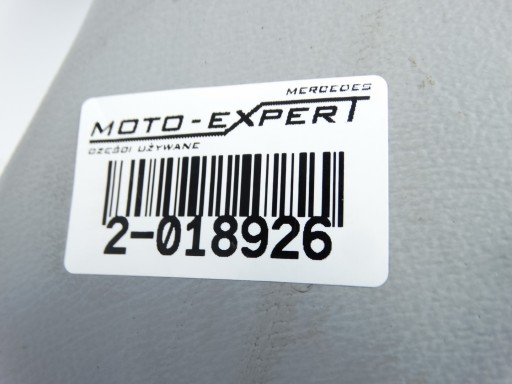 MERCEDES
MOTO-EXPERT
CZĘŚCI UŻYWANE
2-018926